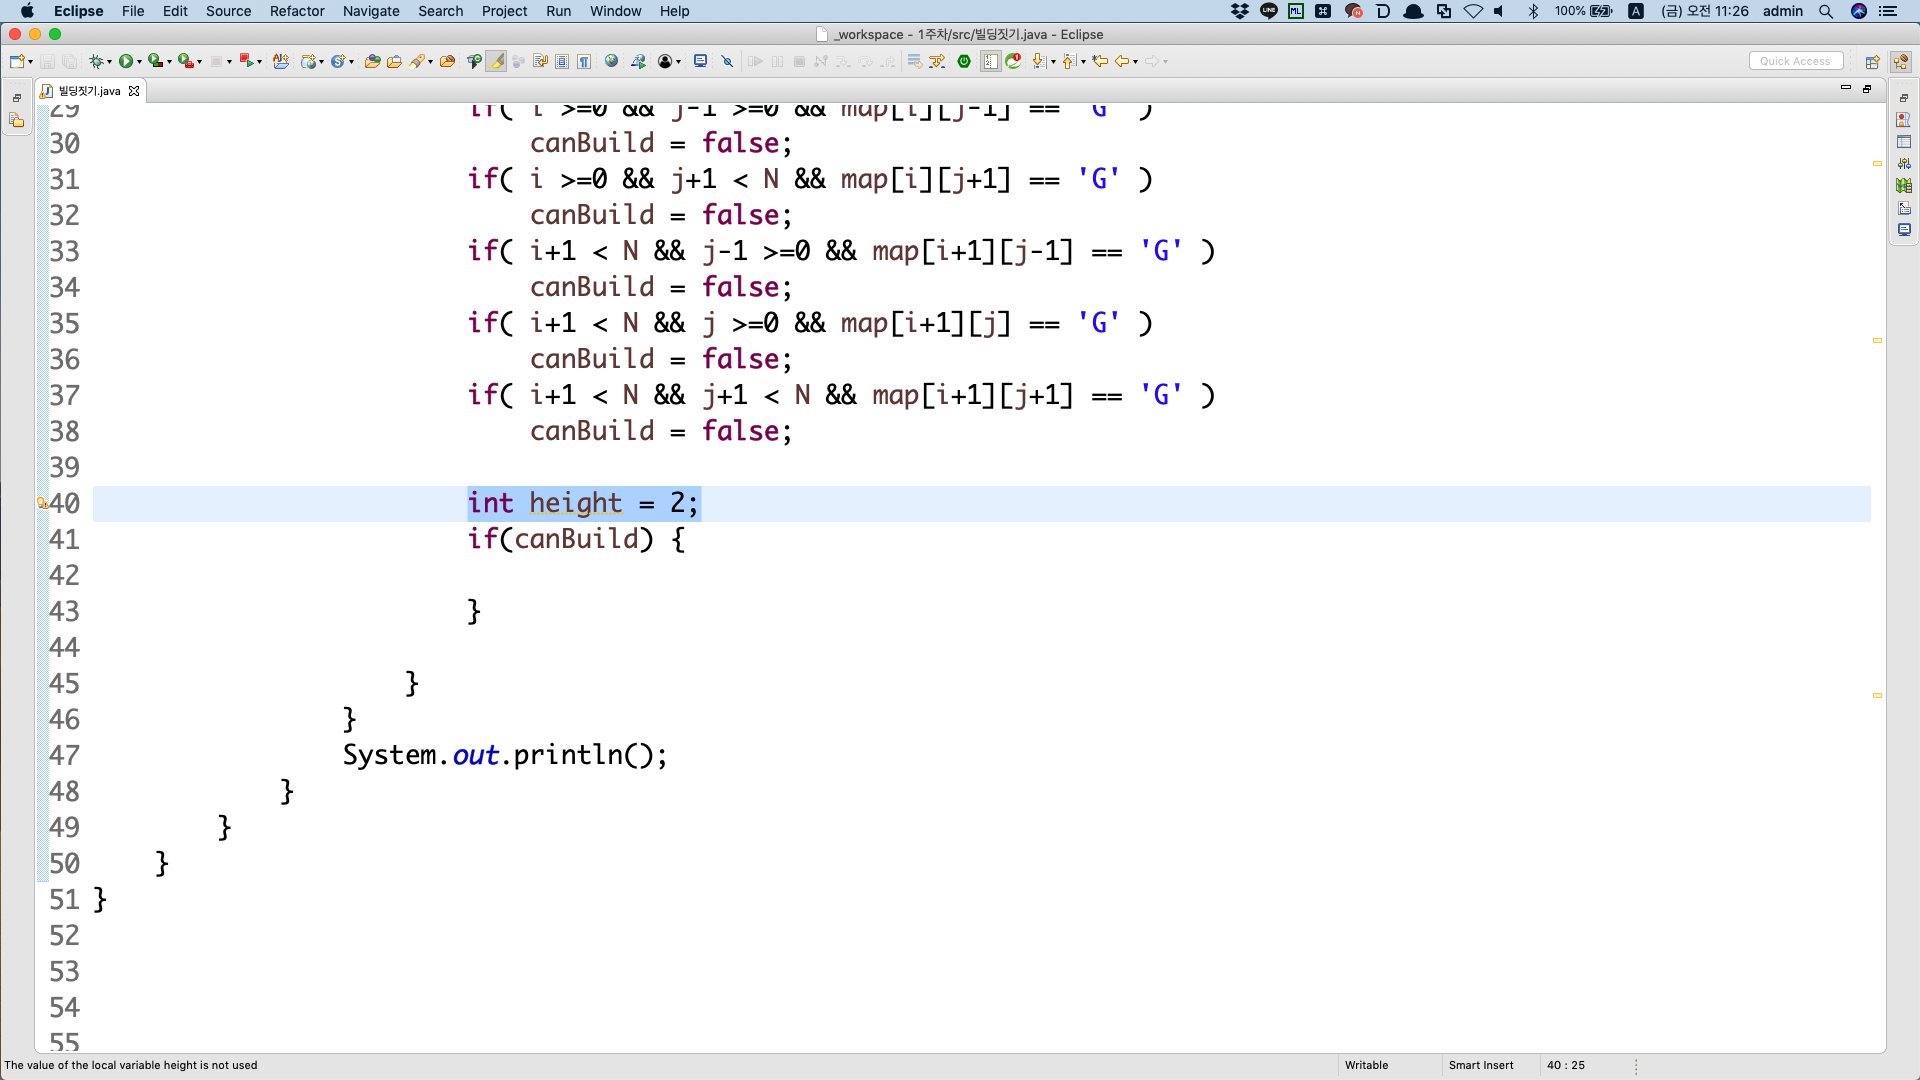 Eclipse File Edit Source Refactor Navigate Search Project Run Window Help LINE ML 100% A (금) 오전 11:26 admin
_workspace - 1주차/src/빌딩짓기.java - Eclipse
Quick Access
빌딩짓기.java
29 if( i >=0 && j-1 >=0 && map[i][j-1] == 'G' )
30 canBuild = false;
31 if( i >=0 && j+1 < N && map[i][j+1] == 'G' )
32 canBuild = false;
33 if( i+1 < N && j-1 >=0 && map[i+1][j-1] == 'G' )
34 canBuild = false;
35 if( i+1 < N && j >=0 && map[i+1][j] == 'G' )
36 canBuild = false;
37 if( i+1 < N && j+1 < N && map[i+1][j+1] == 'G' )
38 canBuild = false;
39
40 int height = 2;
41 if(canBuild) {
42
43 }
44
45 }
46 }
47 System.out.println();
48 }
49 }
50 }
51 }
52
53
54
55
The value of the local variable height is not used Writable Smart Insert 40 : 25